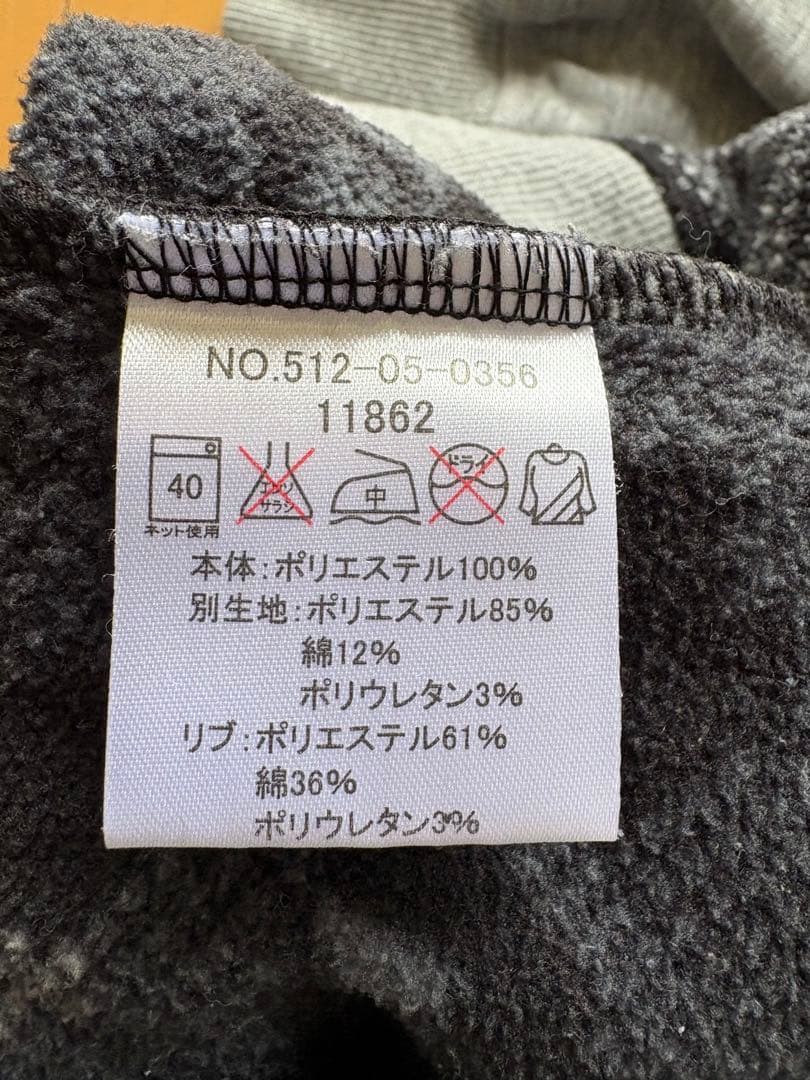 NO.512-05-0356
11862
40
ネット使用
エンソ
サラシ
中
ドライ
本体:ポリエステル100%
別生地:ポリエステル85%
綿12%
ポリウレタン3%
リブ:ポリエステル61%
綿36%
ポリウレタン3%